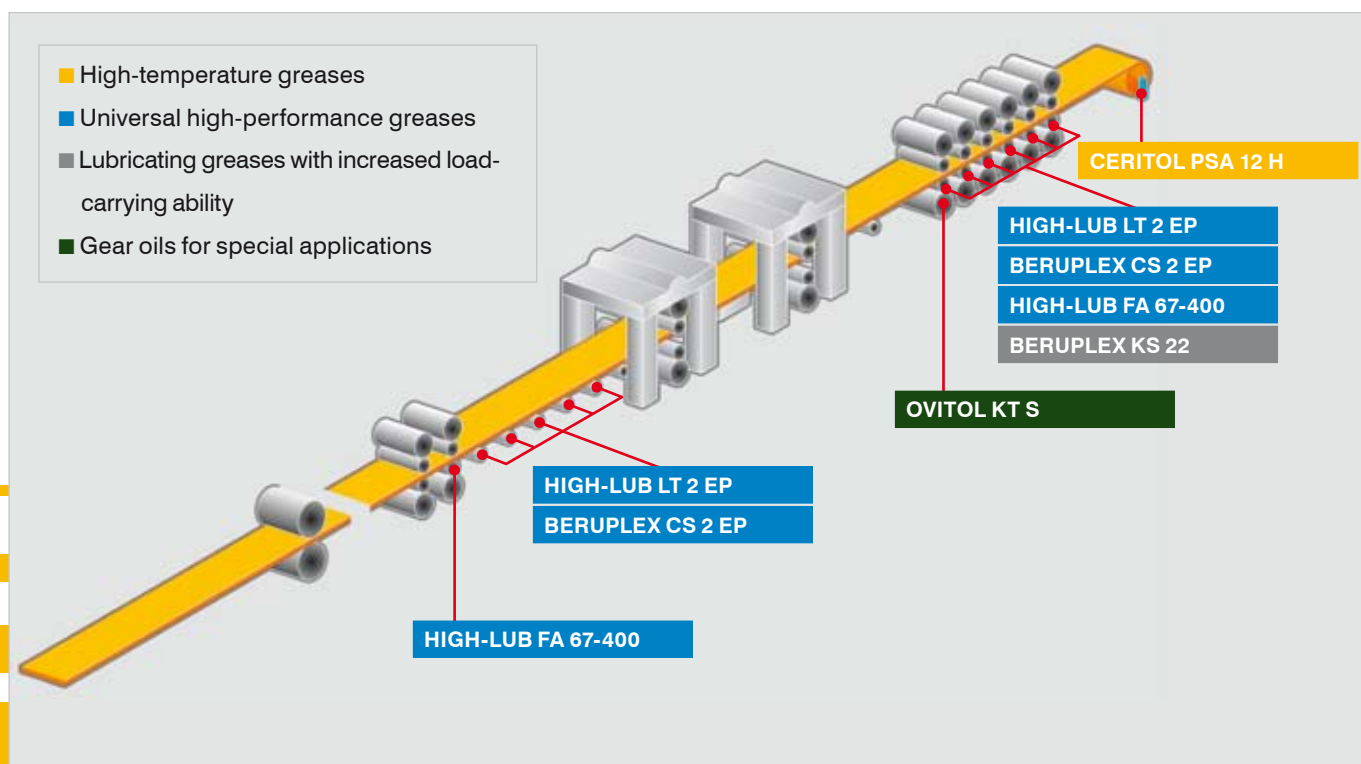 High-temperature greases
Universal high-performance greases
Lubricating greases with increased load-
carrying ability
Gear oils for special applications
CERITOL PSA 12 H
HIGH-LUB LT 2 EP
BERUPLEX CS 2 EP
HIGH-LUB FA 67-400
BERUPLEX KS 22
OVITOL KT S
HIGH-LUB LT 2 EP
BERUPLEX CS 2 EP
HIGH-LUB FA 67-400